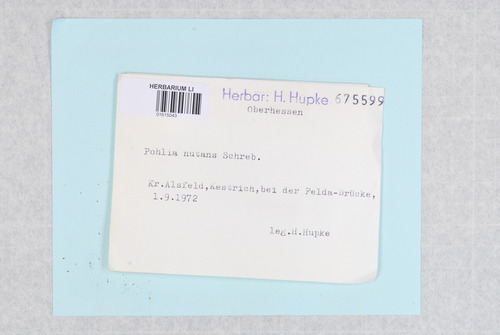 HERBARIUM LI
01015043
Herbar: H. Hupke 675599
Oberhessen
Pohlia nutans Schreb.
Kr.Alsfeld,Kestrich,bei der Felda-Brücke,
1.9.1972
leg.H.Hupke